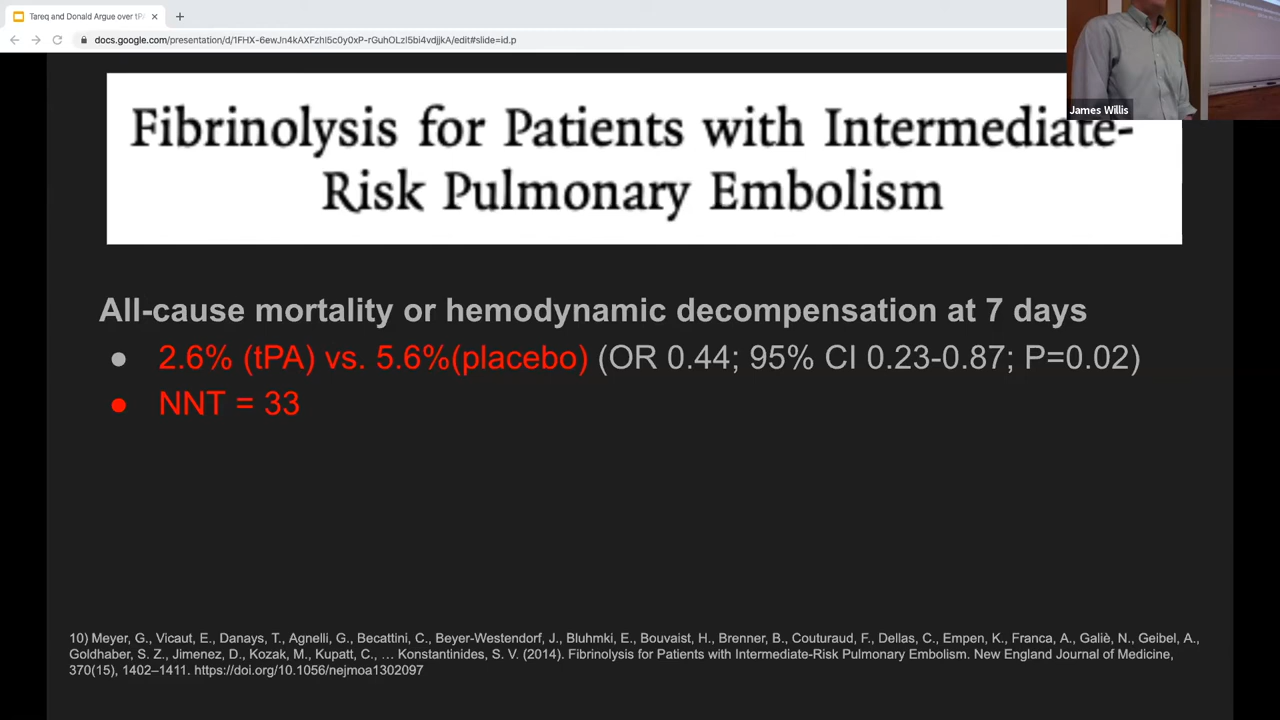 Tareq and Donald Argue over tP
docs.google.com/presentation/d/1FHX-6ewJn4kAXFzhI5c0y0xP-rGuhOLzI5bi4vdjjkA/edit#slide=id.p
James Willis
Fibrinolysis for Patients with Intermediate-
Risk Pulmonary Embolism
All-cause mortality or hemodynamic decompensation at 7 days
● 2.6% (tPA) vs. 5.6%(placebo) (OR 0.44; 95% CI 0.23-0.87; P=0.02)
● NNT = 33
10) Meyer, G., Vicaut, E., Danays, T., Agnelli, G., Becattini, C., Beyer-Westendorf, J., Bluhmki, E., Bouvaist, H., Brenner, B., Couturaud, F., Dellas, C., Empen, K., Franca, A., Galiè, N., Geibel, A.,
Goldhaber, S. Z., Jimenez, D., Kozak, M., Kupatt, C., … Konstantinides, S. V. (2014). Fibrinolysis for Patients with Intermediate-Risk Pulmonary Embolism. New England Journal of Medicine,
370(15), 1402–1411. https://doi.org/10.1056/nejmoa1302097